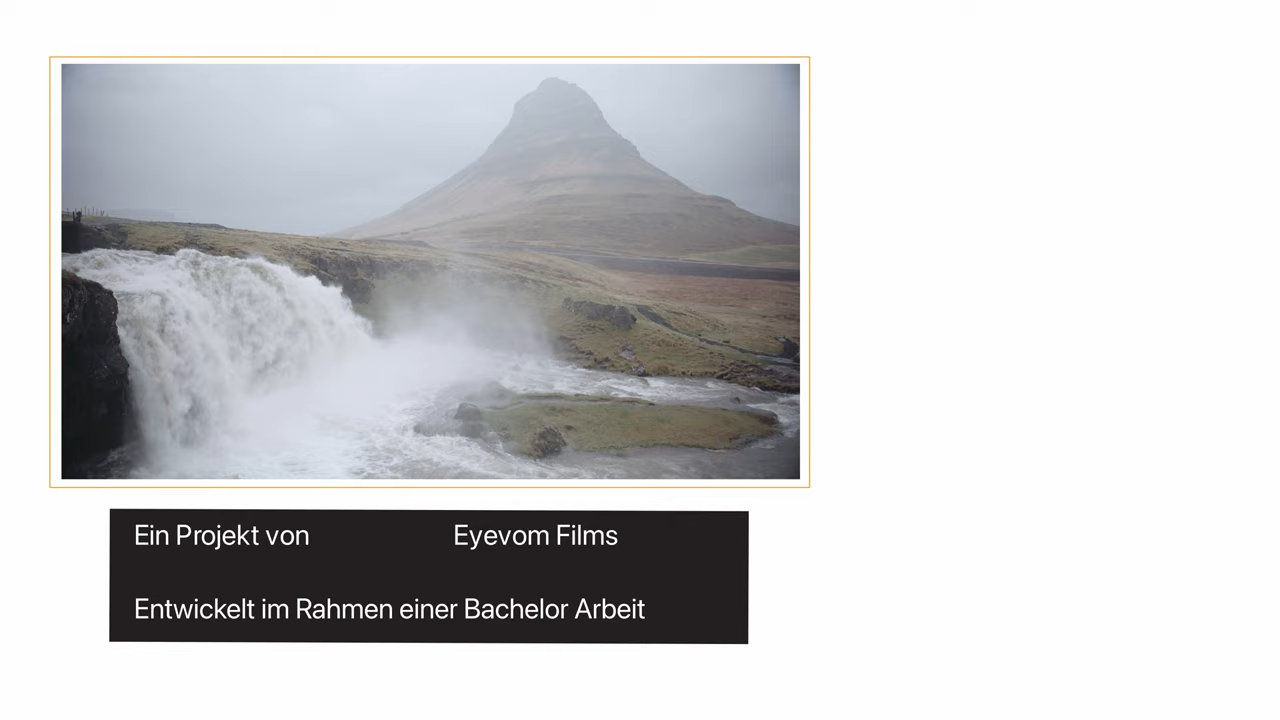 Ein Projekt von Eyevom Films
Entwickelt im Rahmen einer Bachelor Arbeit